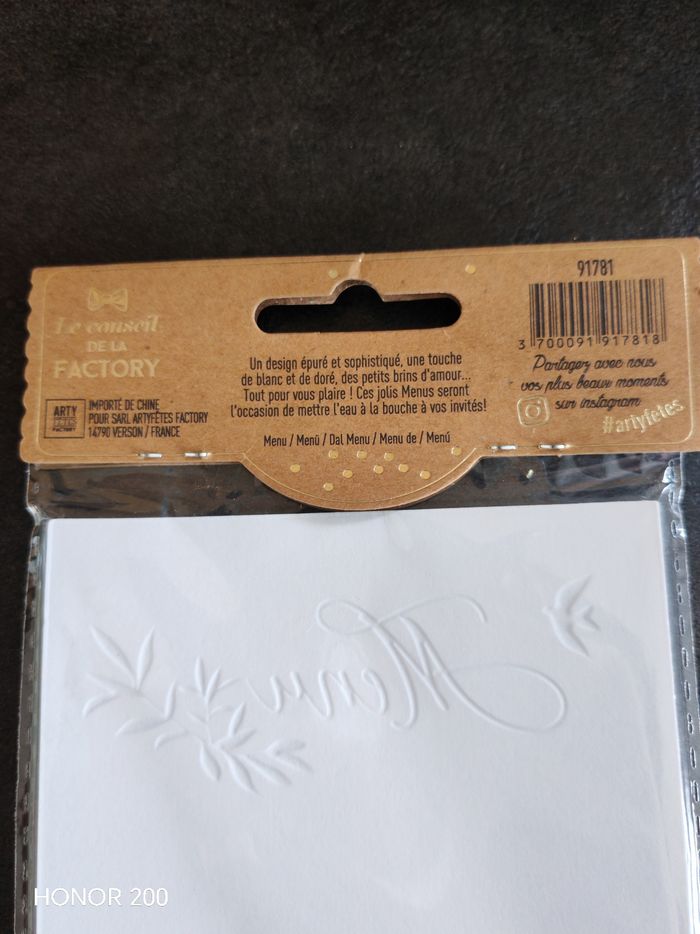 Le conseil
DE LA
FACTORY
ARTY
FÊTES
FACTORY
IMPORTÉ DE CHINE
POUR SARL ARTYFÊTES FACTORY
14790 VERSON / FRANCE
Un design épuré et sophistiqué, une touche
de blanc et de doré, des petits brins d'amour...
Tout pour vous plaire ! Ces jolis Menus seront
l'occasion de mettre l'eau à la bouche à vos invités!
Menu / Menü / Dal Menu / Menu de / Menú
91781
3 700091 917818
Partagez avec nous
vos plus beaux moments
sur instagram
#artyfetes
Menu
HONOR 200